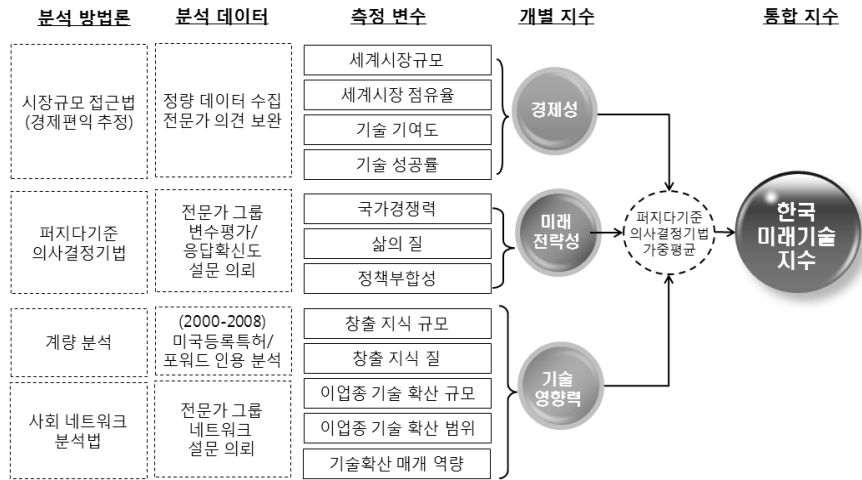 분석 방법론
분석 데이터
측정 변수
개별 지수
통합 지수
시장규모 접근법
(경제편익 추정)
정량 데이터 수집
전문가 의견 보완
세계시장규모
세계시장 점유율
기술 기여도
기술 성공률
경제성
퍼지다기준
의사결정기법
전문가 그룹
변수평가/
응답확신도
설문 의뢰
국가경쟁력
삶의 질
정책부합성
미래
전략성
퍼지다기준
의사결정기법
가중평균
한국
미래기술
지수
계량 분석
(2000-2008)
미국등록특허/
포워드 인용 분석
창출 지식 규모
창출 지식 질
사회 네트워크
분석법
전문가 그룹
네트워크
설문 의뢰
이업종 기술 확산 규모
이업종 기술 확산 범위
기술확산 매개 역량
기술
영향력